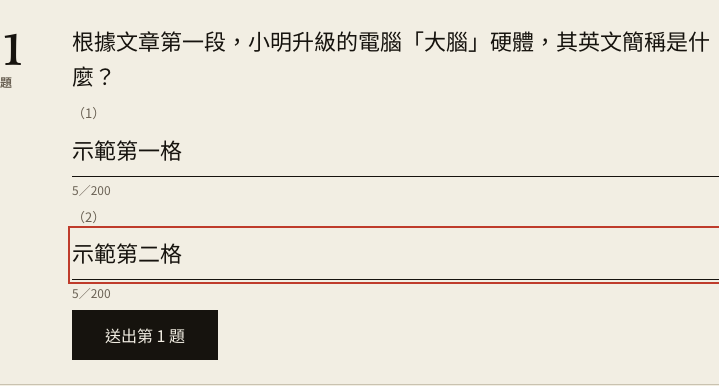 1
題
根據文章第一段，小明升級的電腦「大腦」硬體，其英文簡稱是什
麼？
（1）
示範第一格
5／200
（2）
示範第二格
5／200
送出第 1 題